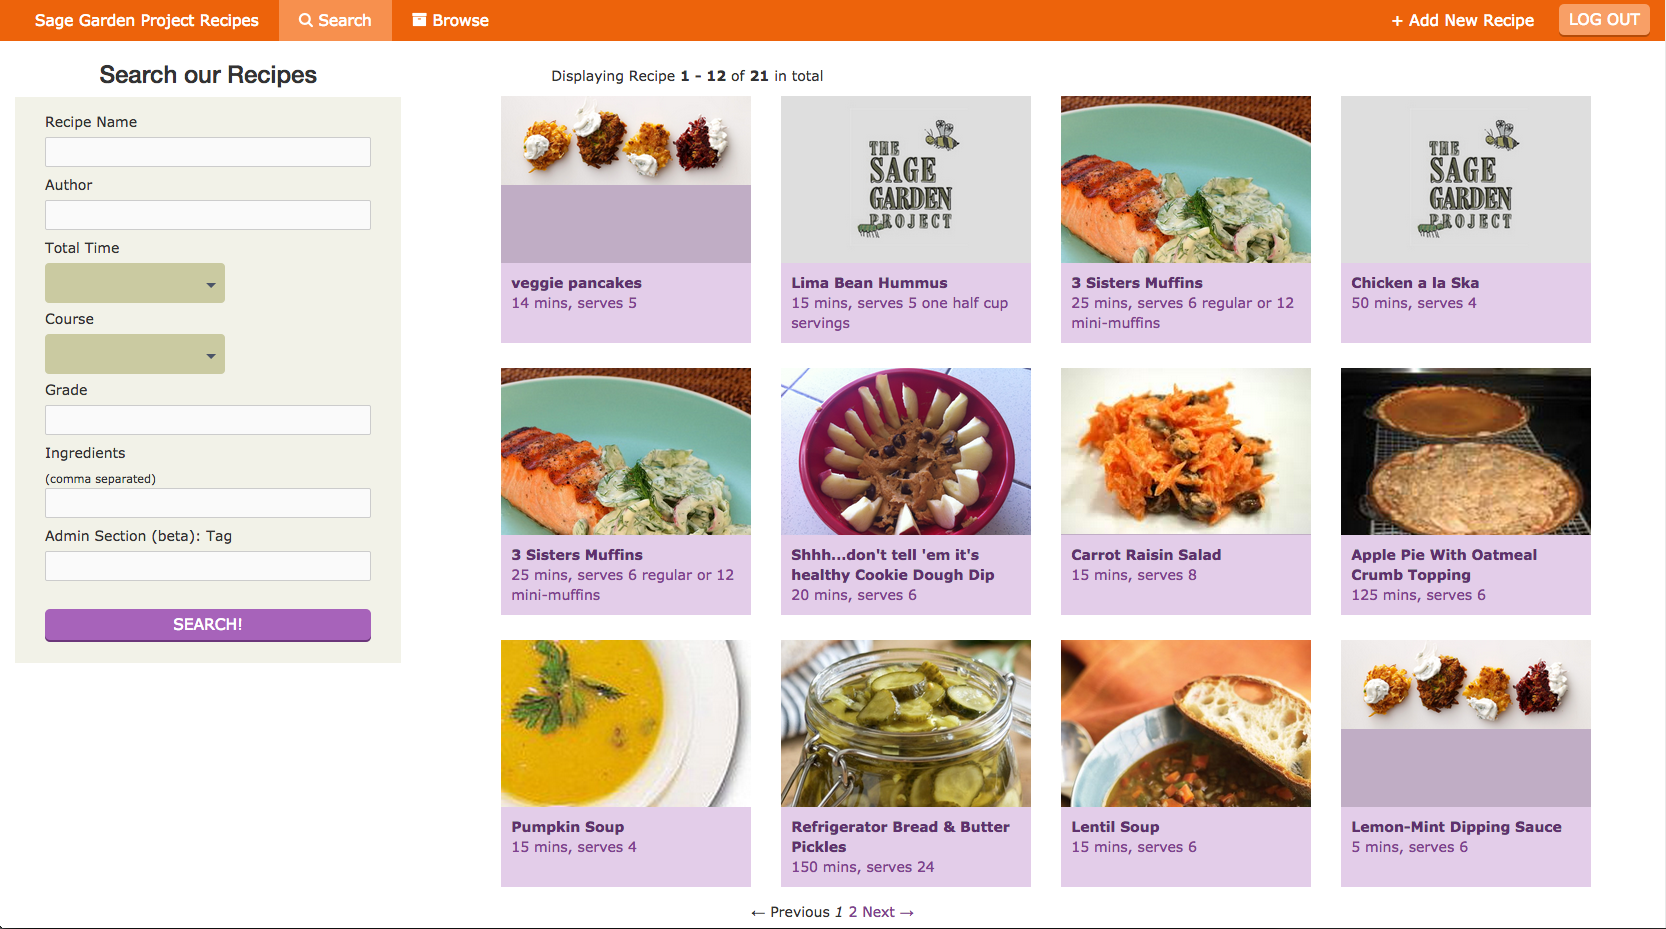 Sage Garden Project Recipes
Search
Browse
+ Add New Recipe
LOG OUT
Search our Recipes
Recipe Name
Author
Total Time
Course
Grade
Ingredients
(comma separated)
Admin Section (beta): Tag
SEARCH!
Displaying Recipe 1 - 12 of 21 in total
veggie pancakes
14 mins, serves 5
THE
SAGE
GARDEN
PROJECT
Lima Bean Hummus
15 mins, serves 5 one half cup
servings
3 Sisters Muffins
25 mins, serves 6 regular or 12
mini-muffins
THE
SAGE
GARDEN
PROJECT
Chicken a la Ska
50 mins, serves 4
3 Sisters Muffins
25 mins, serves 6 regular or 12
mini-muffins
Shhh...don't tell 'em it's
healthy Cookie Dough Dip
20 mins, serves 6
Carrot Raisin Salad
15 mins, serves 8
Apple Pie With Oatmeal
Crumb Topping
125 mins, serves 6
Pumpkin Soup
15 mins, serves 4
Refrigerator Bread & Butter
Pickles
150 mins, serves 24
Lentil Soup
15 mins, serves 6
Lemon-Mint Dipping Sauce
5 mins, serves 6
← Previous 1 2 Next →